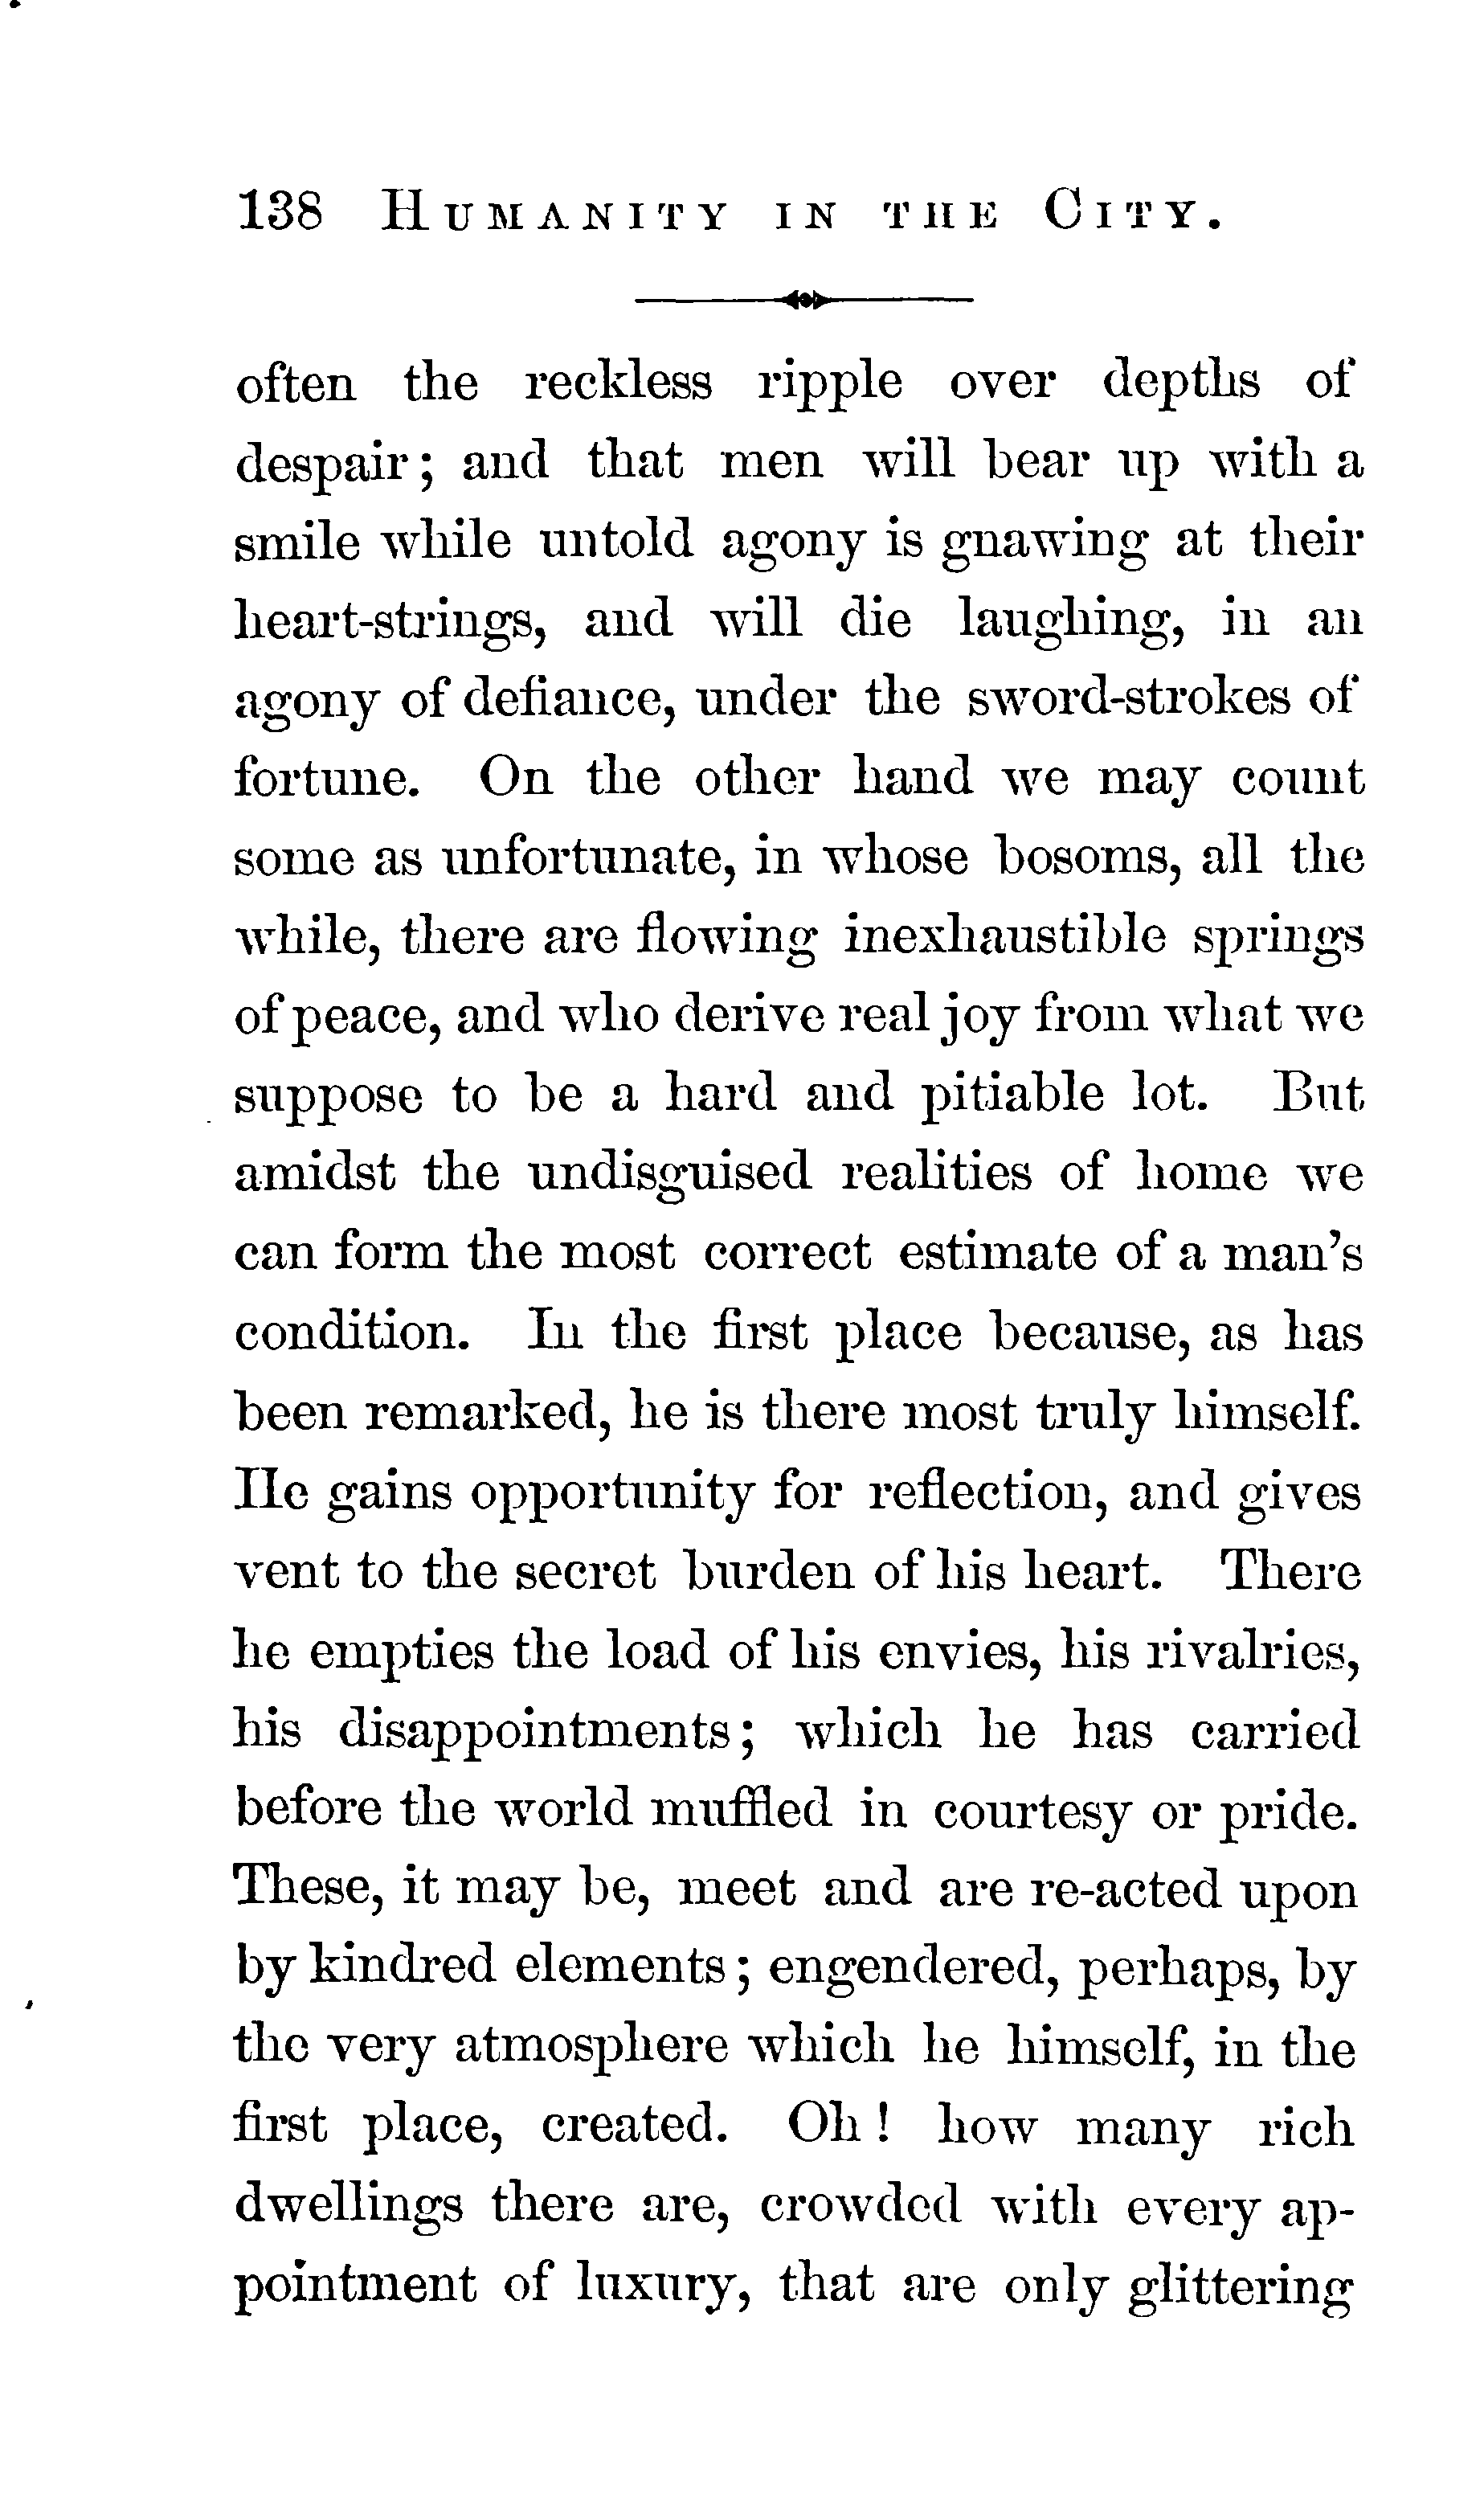 138 HUMANITY IN THE CITY.
often the reckless ripple over depths of
despair; and that men will bear up with a
smile while untold agony is gnawing at their
heart-strings, and will die laughing, in an
agony of defiance, under the sword-strokes of
fortune. On the other hand we may count
some as unfortunate, in whose bosoms, all the
while, there are flowing inexhaustible springs
of peace, and who derive real joy from what we
suppose to be a hard and pitiable lot. But
amidst the undisguised realities of home we
can form the most correct estimate of a man's
condition. In the first place because, as has
been remarked, he is there most truly himself.
He gains opportunity for reflection, and gives
vent to the secret burden of his heart. There
he empties the load of his envies, his rivalries,
his disappointments; which he has carried
before the world muffled in courtesy or pride.
These, it may be, meet and are re-acted upon
by kindred elements; engendered, perhaps, by
the very atmosphere which he himself, in the
first place, created. Oh! how many rich
dwellings there are, crowded with every ap-
pointment of luxury, that are only glittering